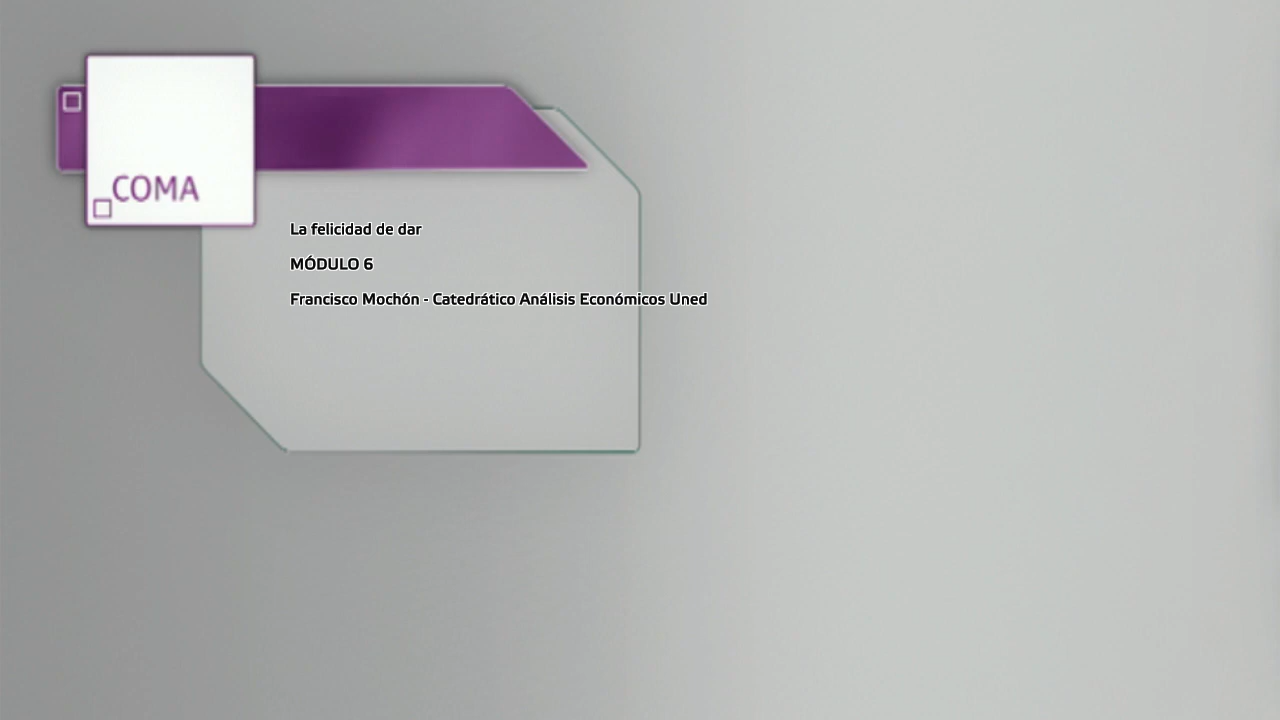 COMA
La felicidad de dar
MÓDULO 6
Francisco Mochón - Catedrático Análisis Económicos Uned